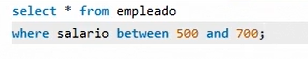 select * from empleado
where salario between 500 and 700;